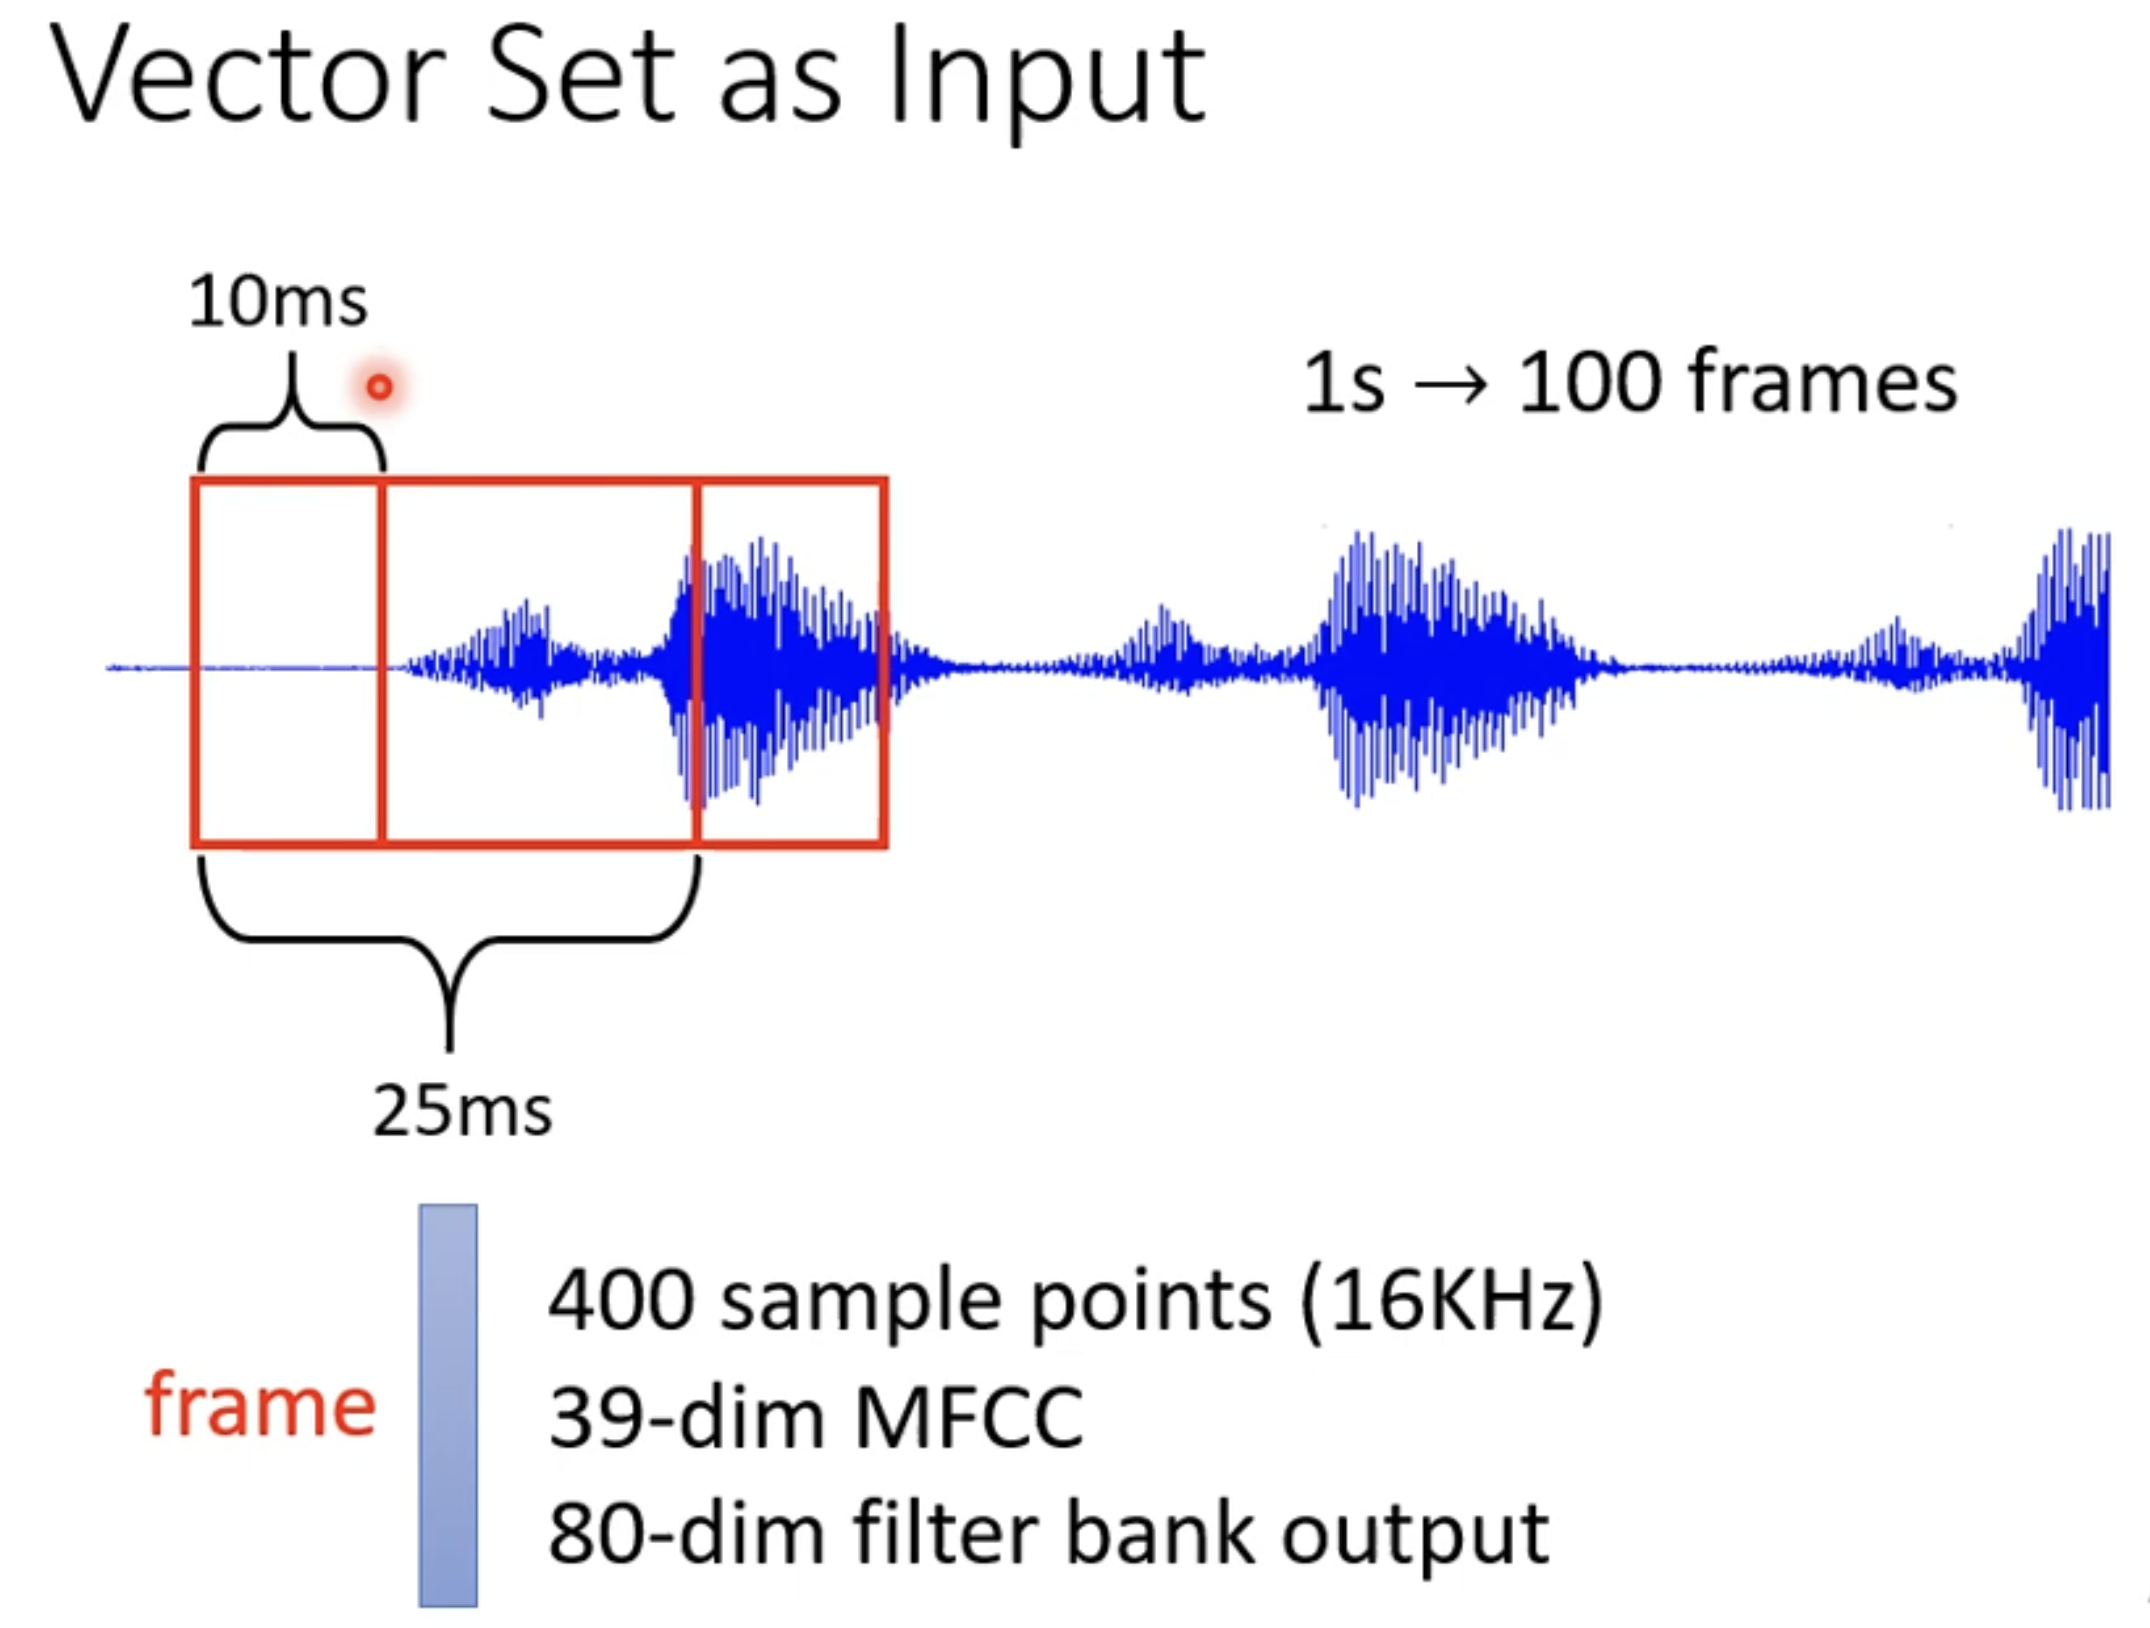 Vector Set as Input
10ms
1s → 100 frames
25ms
400 sample points (16KHz)
frame
39-dim MFCC
80-dim filter bank output